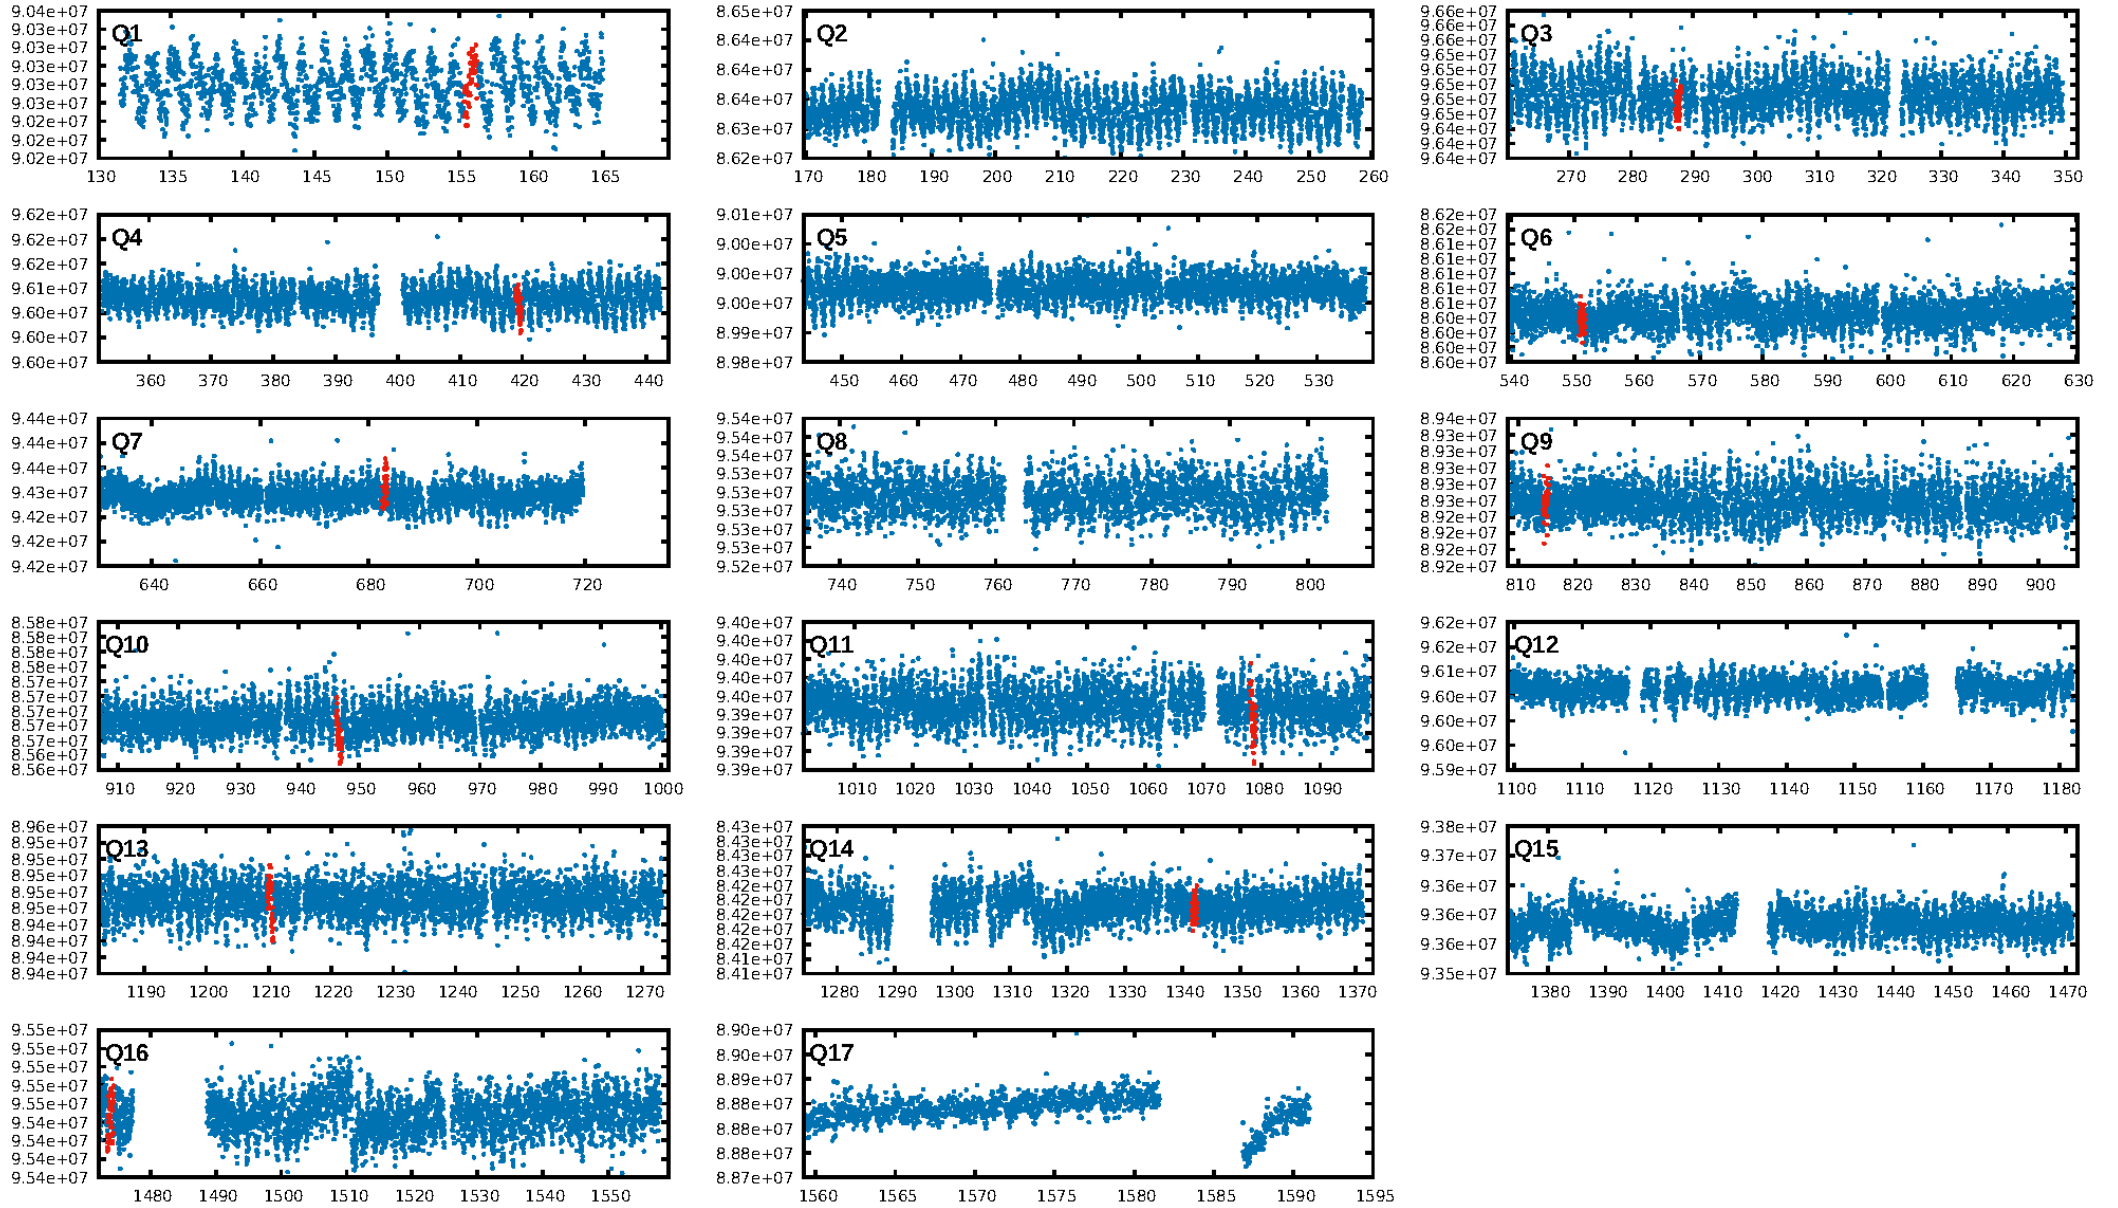 9.04e+07
9.03e+07
9.03e+07
9.03e+07
9.03e+07
9.03e+07
9.02e+07
9.02e+07
9.02e+07
Q1
130 135 140 145 150 155 160 165
8.65e+07
8.64e+07
8.64e+07
8.64e+07
8.63e+07
8.62e+07
Q2
170 180 190 200 210 220 230 240 250 260
9.66e+07
9.66e+07
9.66e+07
9.65e+07
9.65e+07
9.65e+07
9.65e+07
9.65e+07
9.64e+07
9.64e+07
9.64e+07
Q3
270 280 290 300 310 320 330 340 350
9.62e+07
9.62e+07
9.62e+07
9.61e+07
9.60e+07
9.60e+07
9.60e+07
Q4
360 370 380 390 400 410 420 430 440
9.01e+07
9.00e+07
9.00e+07
9.00e+07
8.99e+07
8.98e+07
Q5
450 460 470 480 490 500 510 520 530
8.62e+07
8.61e+07
8.61e+07
8.61e+07
8.61e+07
8.61e+07
8.61e+07
8.60e+07
8.60e+07
8.60e+07
8.60e+07
Q6
540 550 560 570 580 590 600 610 620 630
9.44e+07
9.44e+07
9.44e+07
9.43e+07
9.42e+07
9.42e+07
9.42e+07
Q7
640 660 680 700 720
9.54e+07
9.54e+07
9.54e+07
9.53e+07
9.53e+07
9.53e+07
9.53e+07
9.53e+07
9.52e+07
Q8
740 750 760 770 780 790 800
8.94e+07
8.93e+07
8.93e+07
8.93e+07
8.93e+07
8.93e+07
8.92e+07
8.92e+07
8.92e+07
8.92e+07
Q9
810 820 830 840 850 860 870 880 890 900
8.58e+07
8.58e+07
8.58e+07
8.58e+07
8.57e+07
8.57e+07
8.57e+07
8.57e+07
8.57e+07
8.56e+07
8.56e+07
Q10
910 920 930 940 950 960 970 980 990 1000
9.40e+07
9.40e+07
9.40e+07
9.40e+07
9.40e+07
9.39e+07
9.39e+07
9.39e+07
9.39e+07
Q11
1010 1020 1030 1040 1050 1060 1070 1080 1090
9.62e+07
9.62e+07
9.61e+07
9.60e+07
9.60e+07
9.60e+07
9.59e+07
Q12
1100 1110 1120 1130 1140 1150 1160 1170 1180
8.96e+07
8.95e+07
8.95e+07
8.95e+07
8.95e+07
8.95e+07
8.94e+07
8.94e+07
8.94e+07
8.94e+07
Q13
1190 1200 1210 1220 1230 1240 1250 1260 1270
8.43e+07
8.43e+07
8.43e+07
8.43e+07
8.42e+07
8.42e+07
8.42e+07
8.42e+07
8.42e+07
8.41e+07
8.41e+07
Q14
1280 1290 1300 1310 1320 1330 1340 1350 1360 1370
9.38e+07
9.37e+07
9.36e+07
9.36e+07
9.36e+07
9.35e+07
Q15
1380 1390 1400 1410 1420 1430 1440 1450 1460 1470
9.55e+07
9.55e+07
9.55e+07
9.55e+07
9.55e+07
9.54e+07
9.54e+07
9.54e+07
9.54e+07
Q16
1480 1490 1500 1510 1520 1530 1540 1550
8.90e+07
8.90e+07
8.89e+07
8.88e+07
8.88e+07
8.88e+07
8.87e+07
Q17
1560 1565 1570 1575 1580 1585 1590 1595